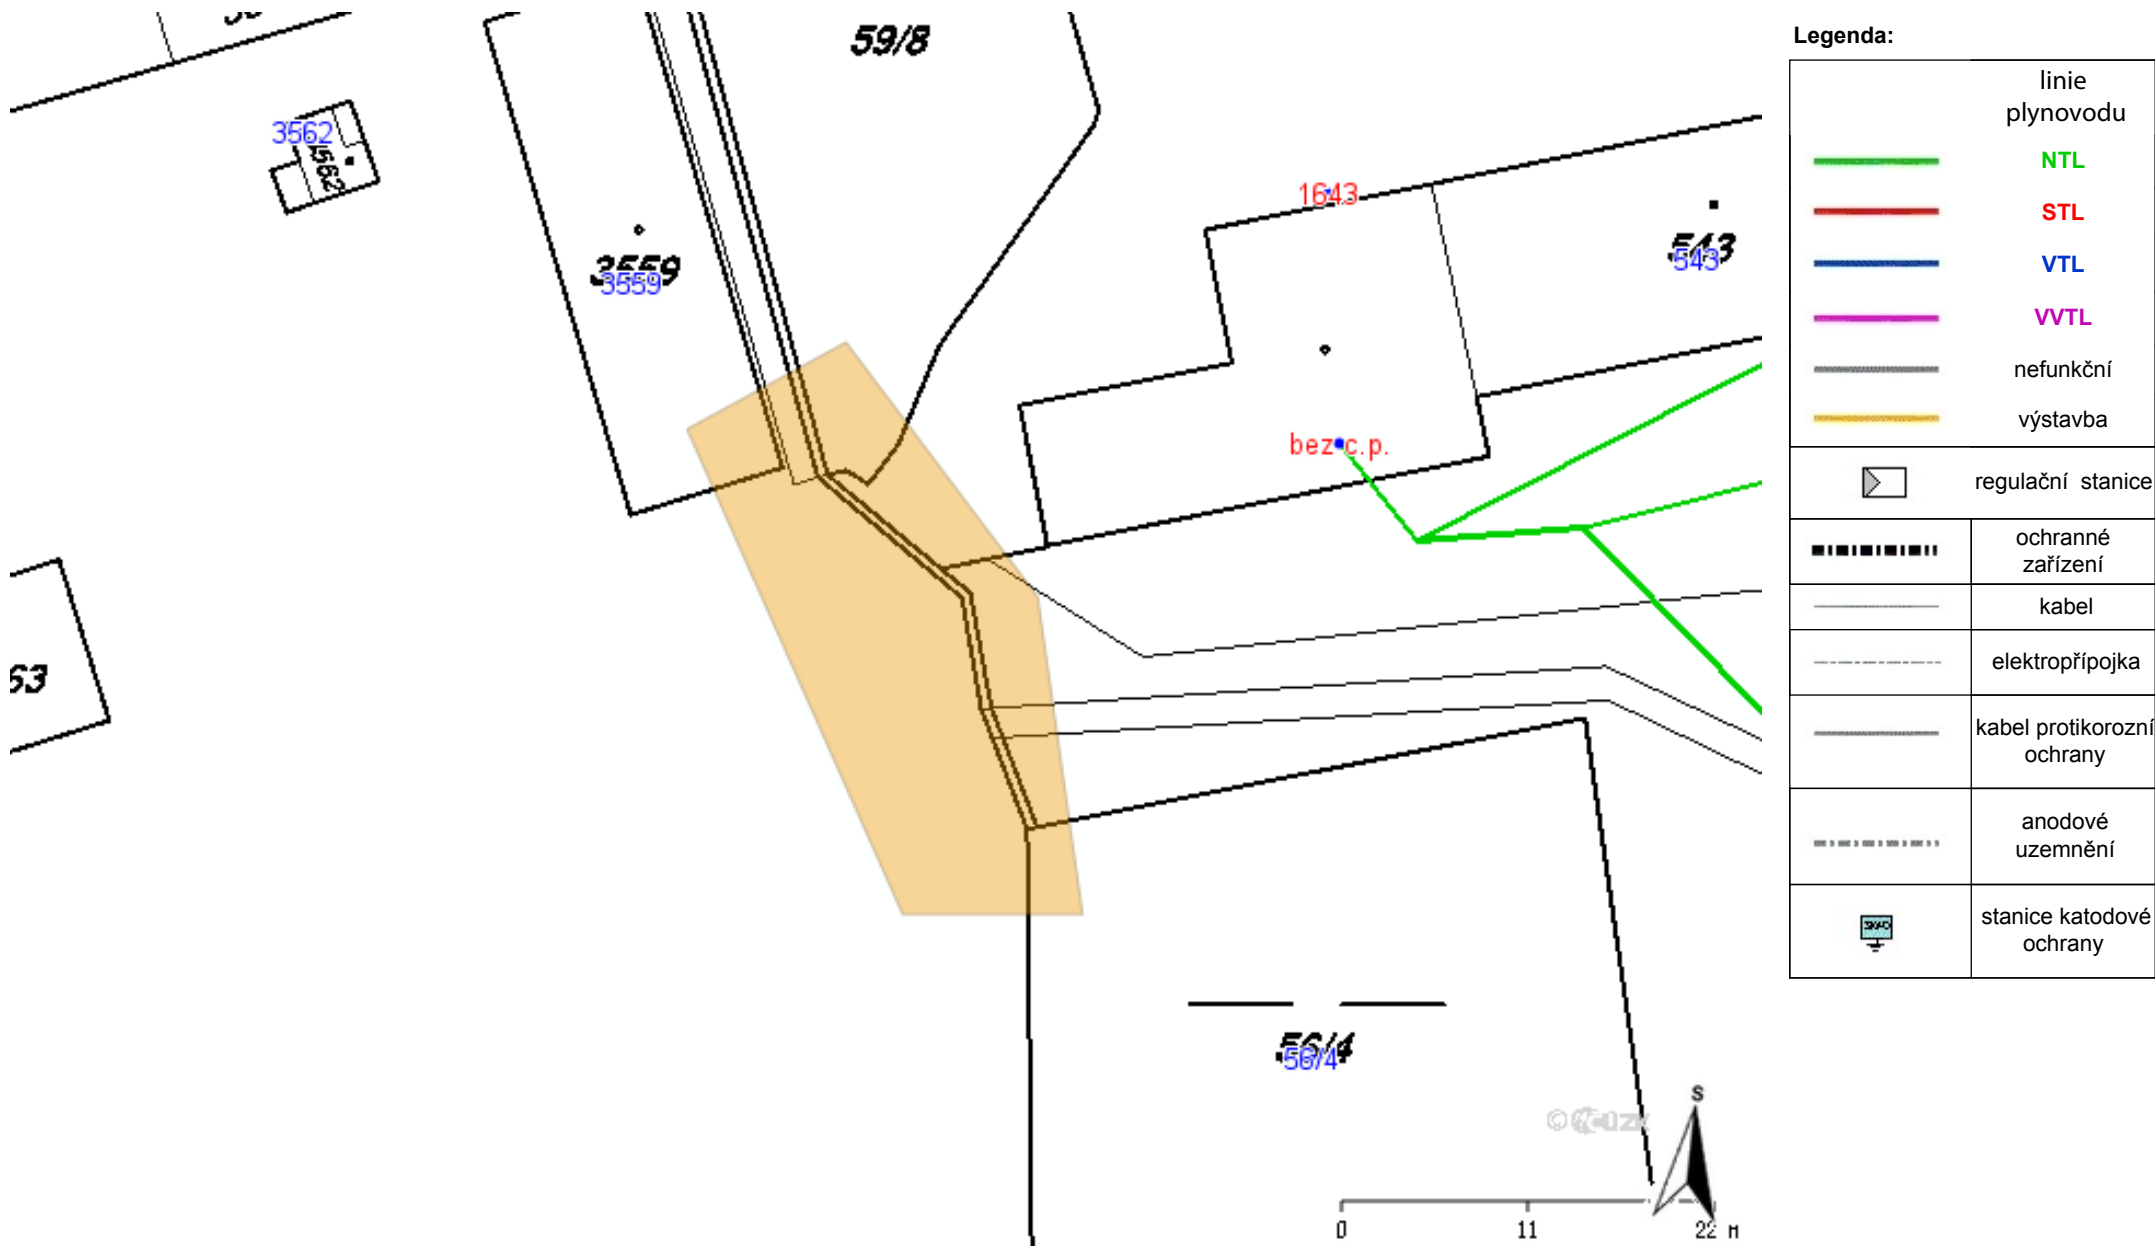 59/8
Legenda:
linie
plynovodu
3562
1562
NTL
1643
STL
543
543
3559
3559
VTL
VVTL
nefunkční
výstavba
bez c.p.
regulační stanice
ochranné
zařízení
kabel
63
elektropřípojka
kabel protikorozní
ochrany
anodové
uzemnění
stanice katodové
ochrany
56/4
56/4
S
0 11 22 m